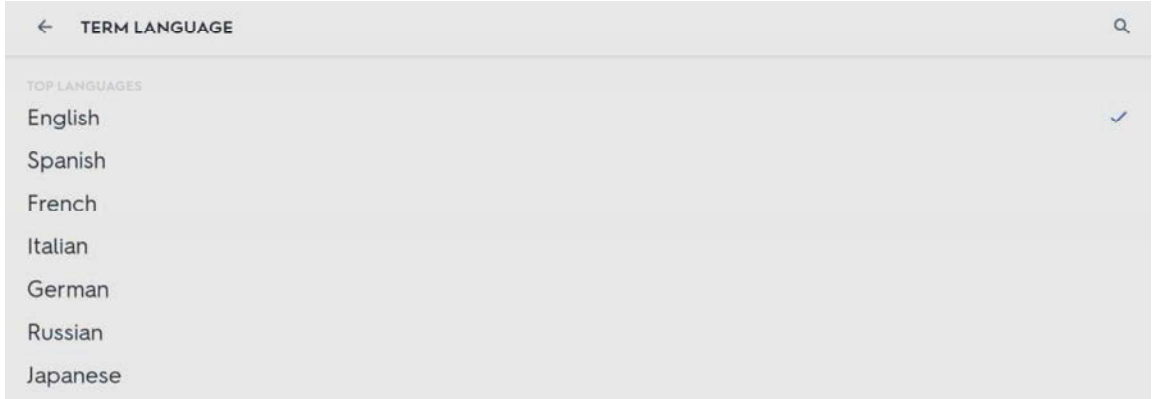 TERM LANGUAGE
TOP LANGUAGES
English
Spanish
French
Italian
German
Russian
Japanese